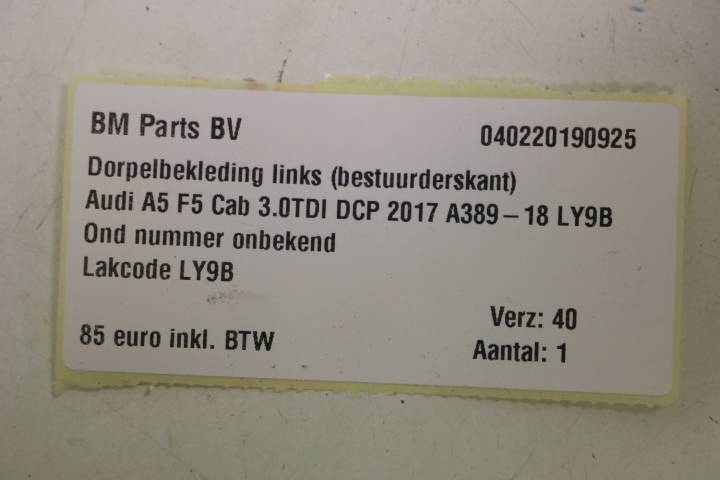 BM Parts BV 040220190925
Dorpelbekleding links (bestuurderskant)
Audi A5 F5 Cab 3.0TDI DCP 2017 A389-18 LY9B
Ond nummer onbekend
Lakcode LY9B
Verz: 40
85 euro inkl. BTW
Aantal: 1